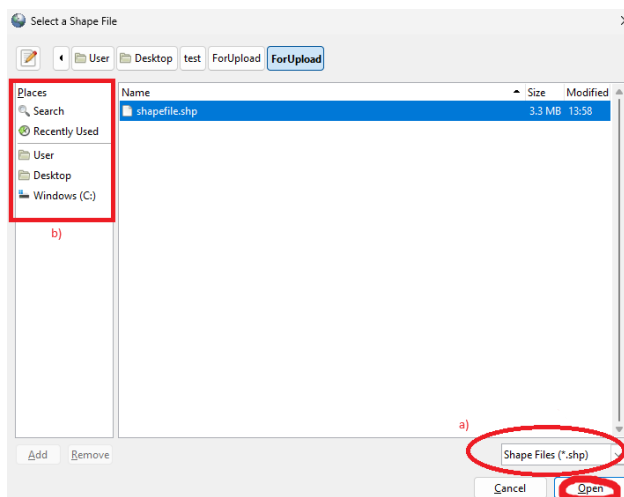 Select a Shape File
User Desktop test ForUpload ForUpload
Places
Search
Recently Used
User
Desktop
Windows (C:)
b)
Name Size Modified
shapefile.shp 3.3 MB 13:58
a)
Add Remove
Shape Files (*.shp)
Cancel Open